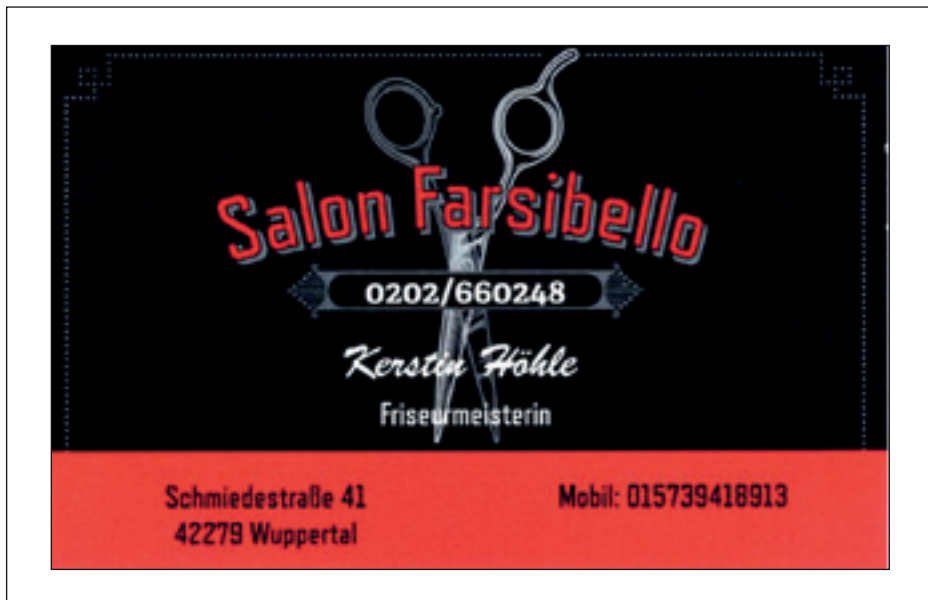 Salon Farsibello
0202/660248
Kerstin Höhle
Friseurmeisterin
Schmiedestraße 41
42279 Wuppertal
Mobil: 015739418913